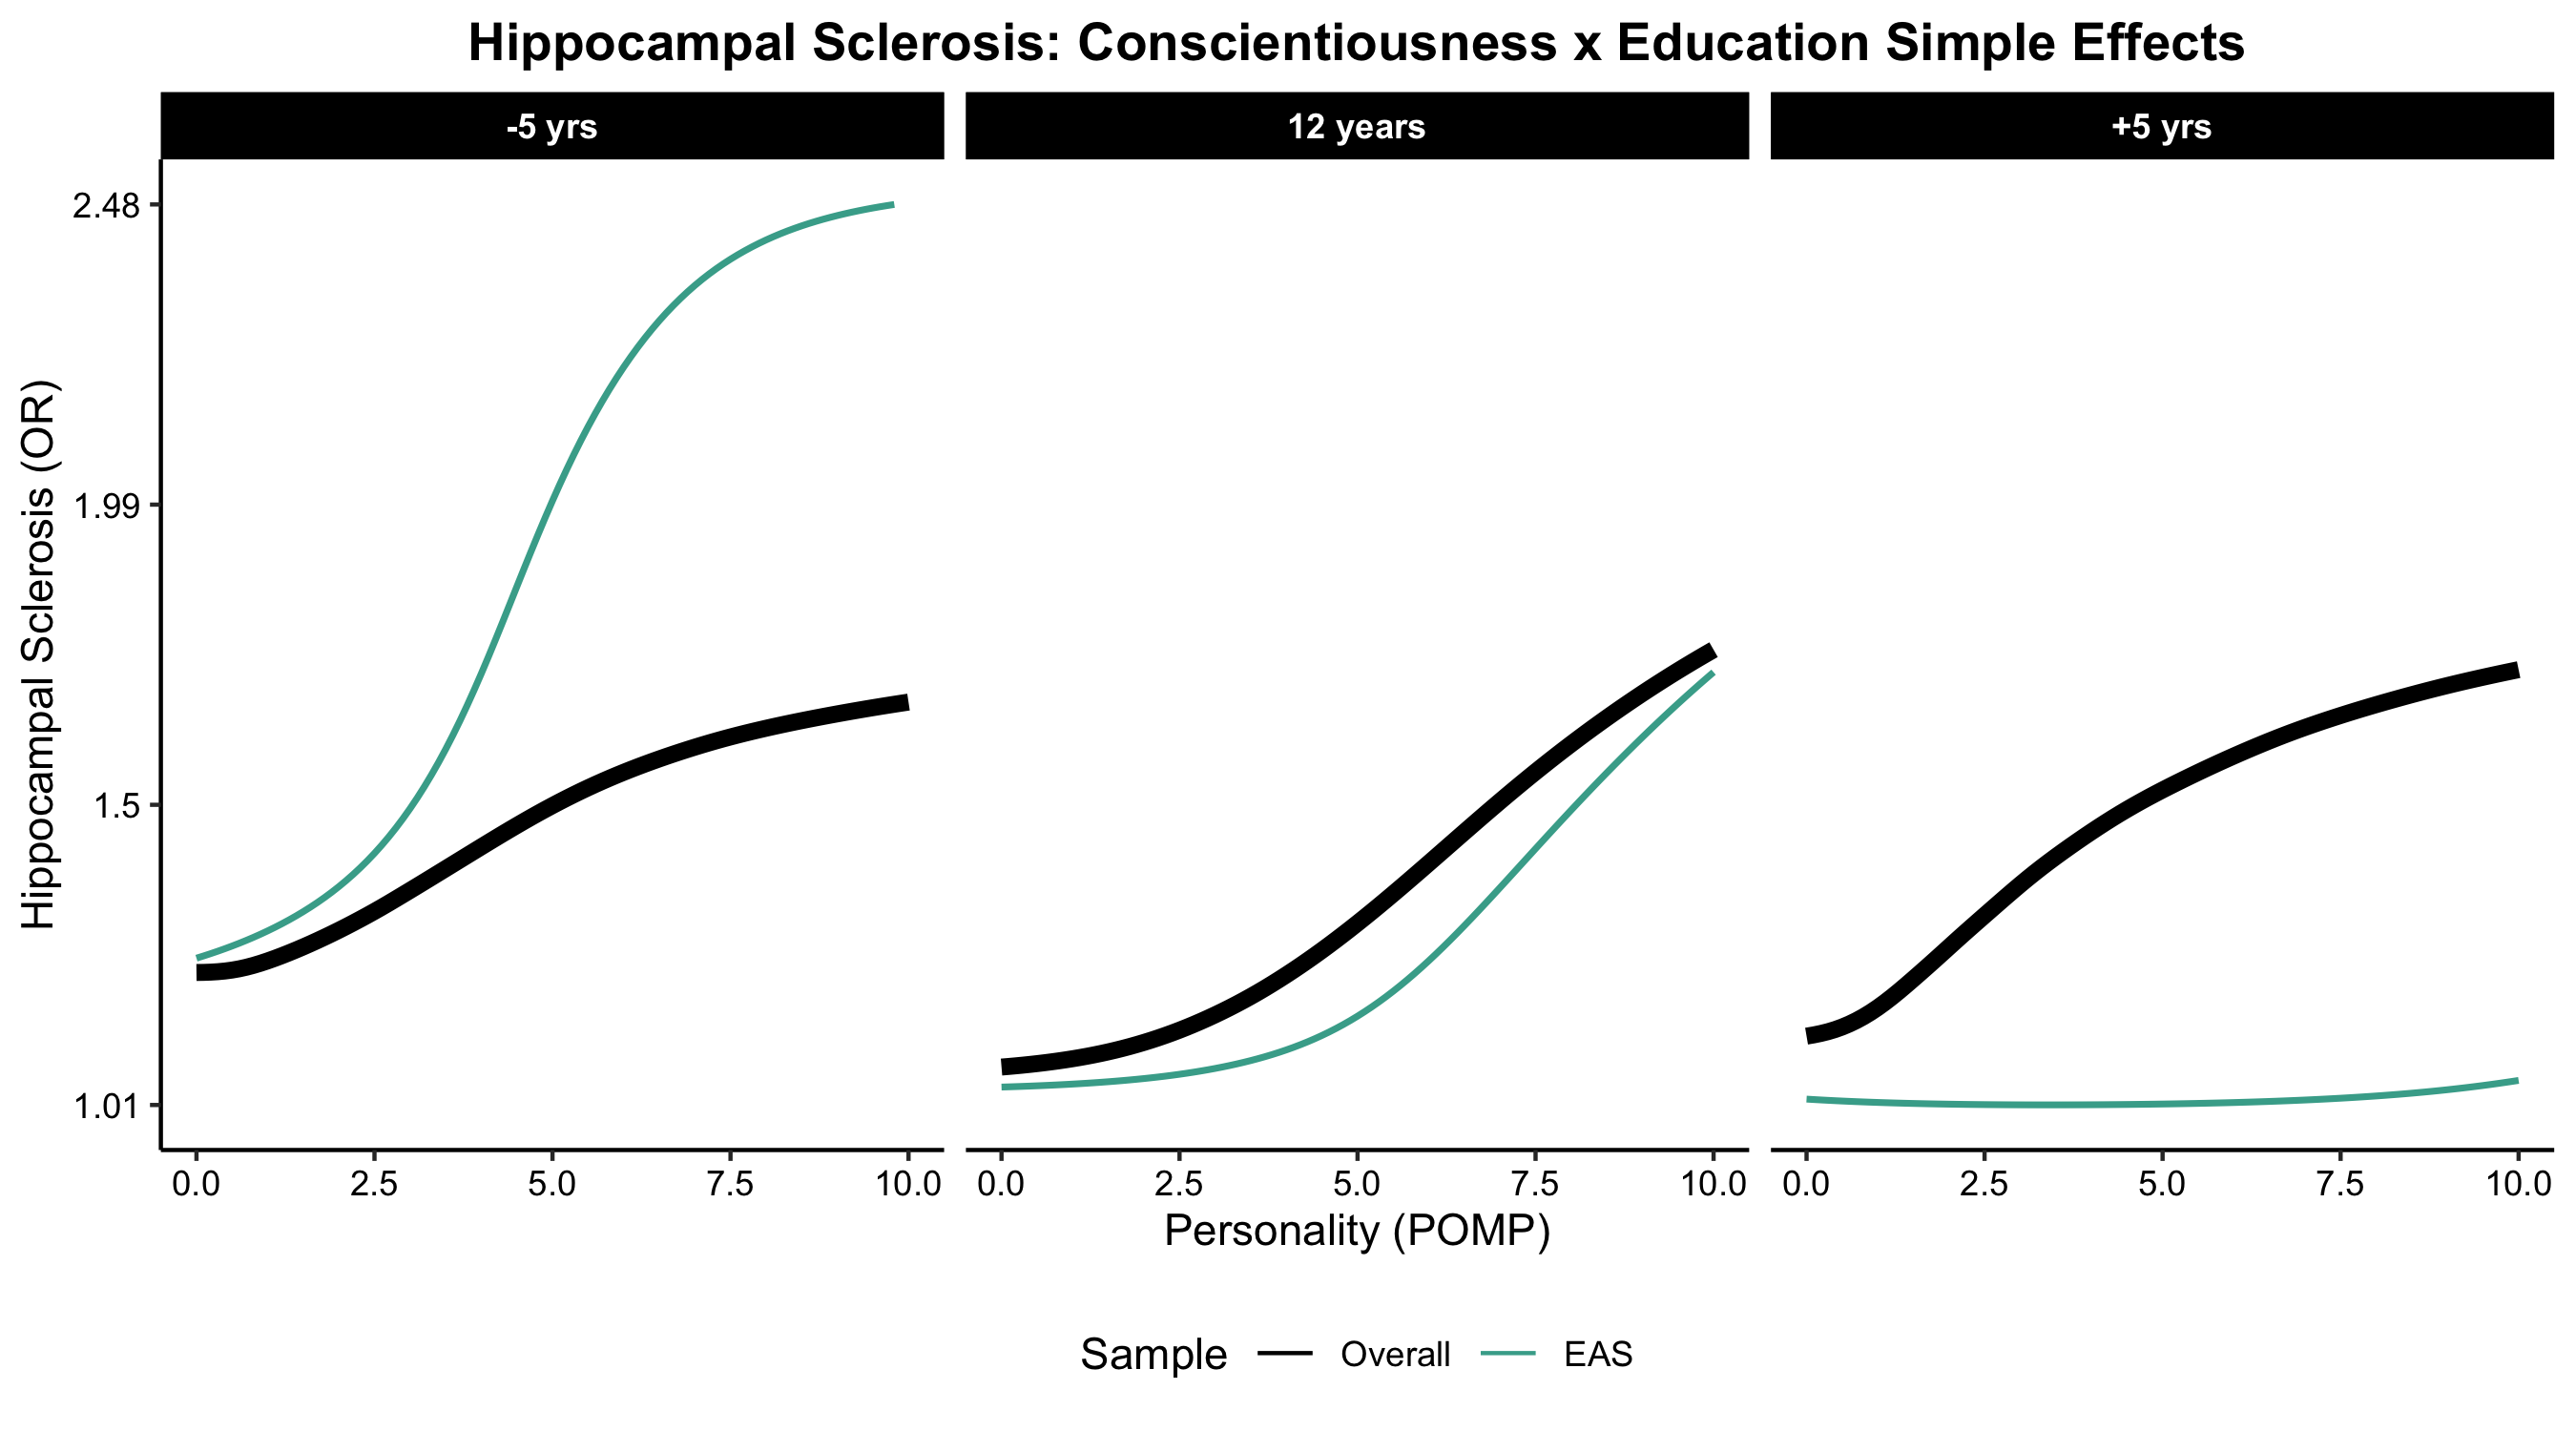 Hippocampal Sclerosis: Conscientiousness x Education Simple Effects
-5 yrs
12 years
+5 yrs
Hippocampal Sclerosis (OR)
2.48
1.99
1.5
1.01
0.0 2.5 5.0 7.5 10.0
0.0 2.5 5.0 7.5 10.0
0.0 2.5 5.0 7.5 10.0
Personality (POMP)
Sample Overall EAS